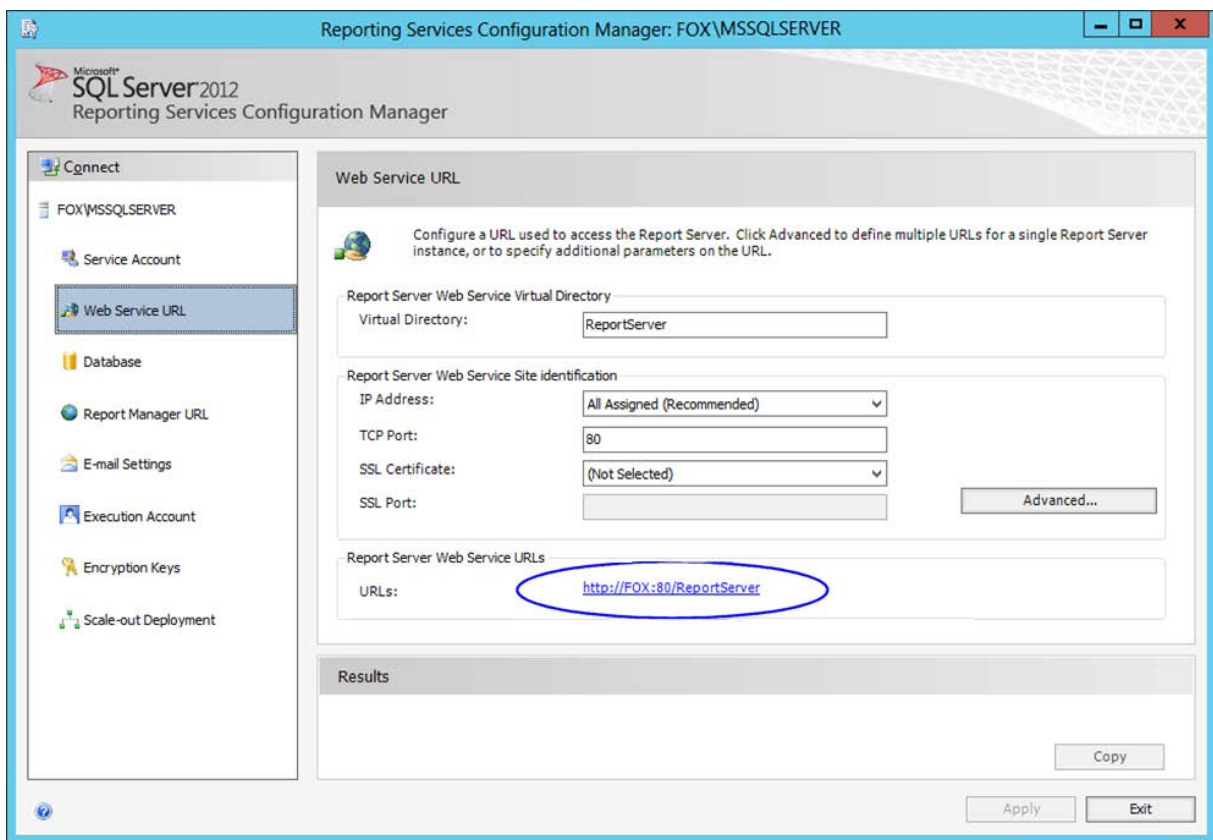 Reporting Services Configuration Manager: FOX\MSSQLSERVER
Microsoft®
SQL Server 2012
Reporting Services Configuration Manager
Connect
FOX\MSSQLSERVER
Service Account
Web Service URL
Database
Report Manager URL
E-mail Settings
Execution Account
Encryption Keys
Scale-out Deployment
Web Service URL
Configure a URL used to access the Report Server. Click Advanced to define multiple URLs for a single Report Server
instance, or to specify additional parameters on the URL.
Report Server Web Service Virtual Directory
Virtual Directory: ReportServer
Report Server Web Service Site identification
IP Address: All Assigned (Recommended)
TCP Port: 80
SSL Certificate: (Not Selected)
SSL Port:
Advanced...
Report Server Web Service URLs
URLs: http://FOX:80/ReportServer
Results
Copy
Apply Exit